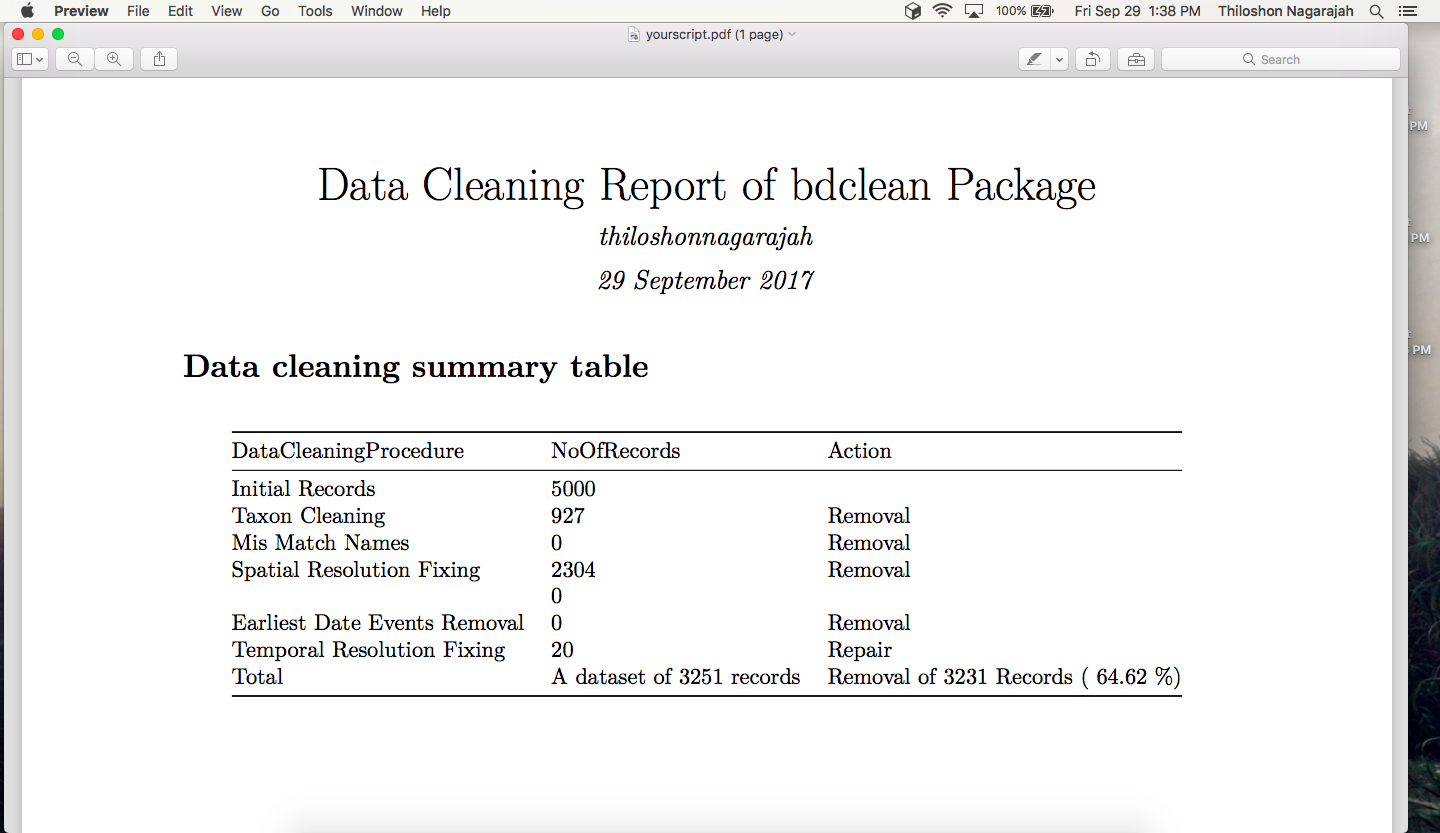 Preview File Edit View Go Tools Window Help 100% Fri Sep 29 1:38 PM Thiloshon Nagarajah
yourscript.pdf (1 page)
Search
PM
PM
PM
Data Cleaning Report of bdclean Package
thiloshonnagarajah
29 September 2017
Data cleaning summary table
DataCleaningProcedure NoOfRecords Action
Initial Records 5000
Taxon Cleaning 927 Removal
Mis Match Names 0 Removal
Spatial Resolution Fixing 2304 Removal
0
Earliest Date Events Removal 0 Removal
Temporal Resolution Fixing 20 Repair
Total A dataset of 3251 records Removal of 3231 Records ( 64.62 %)